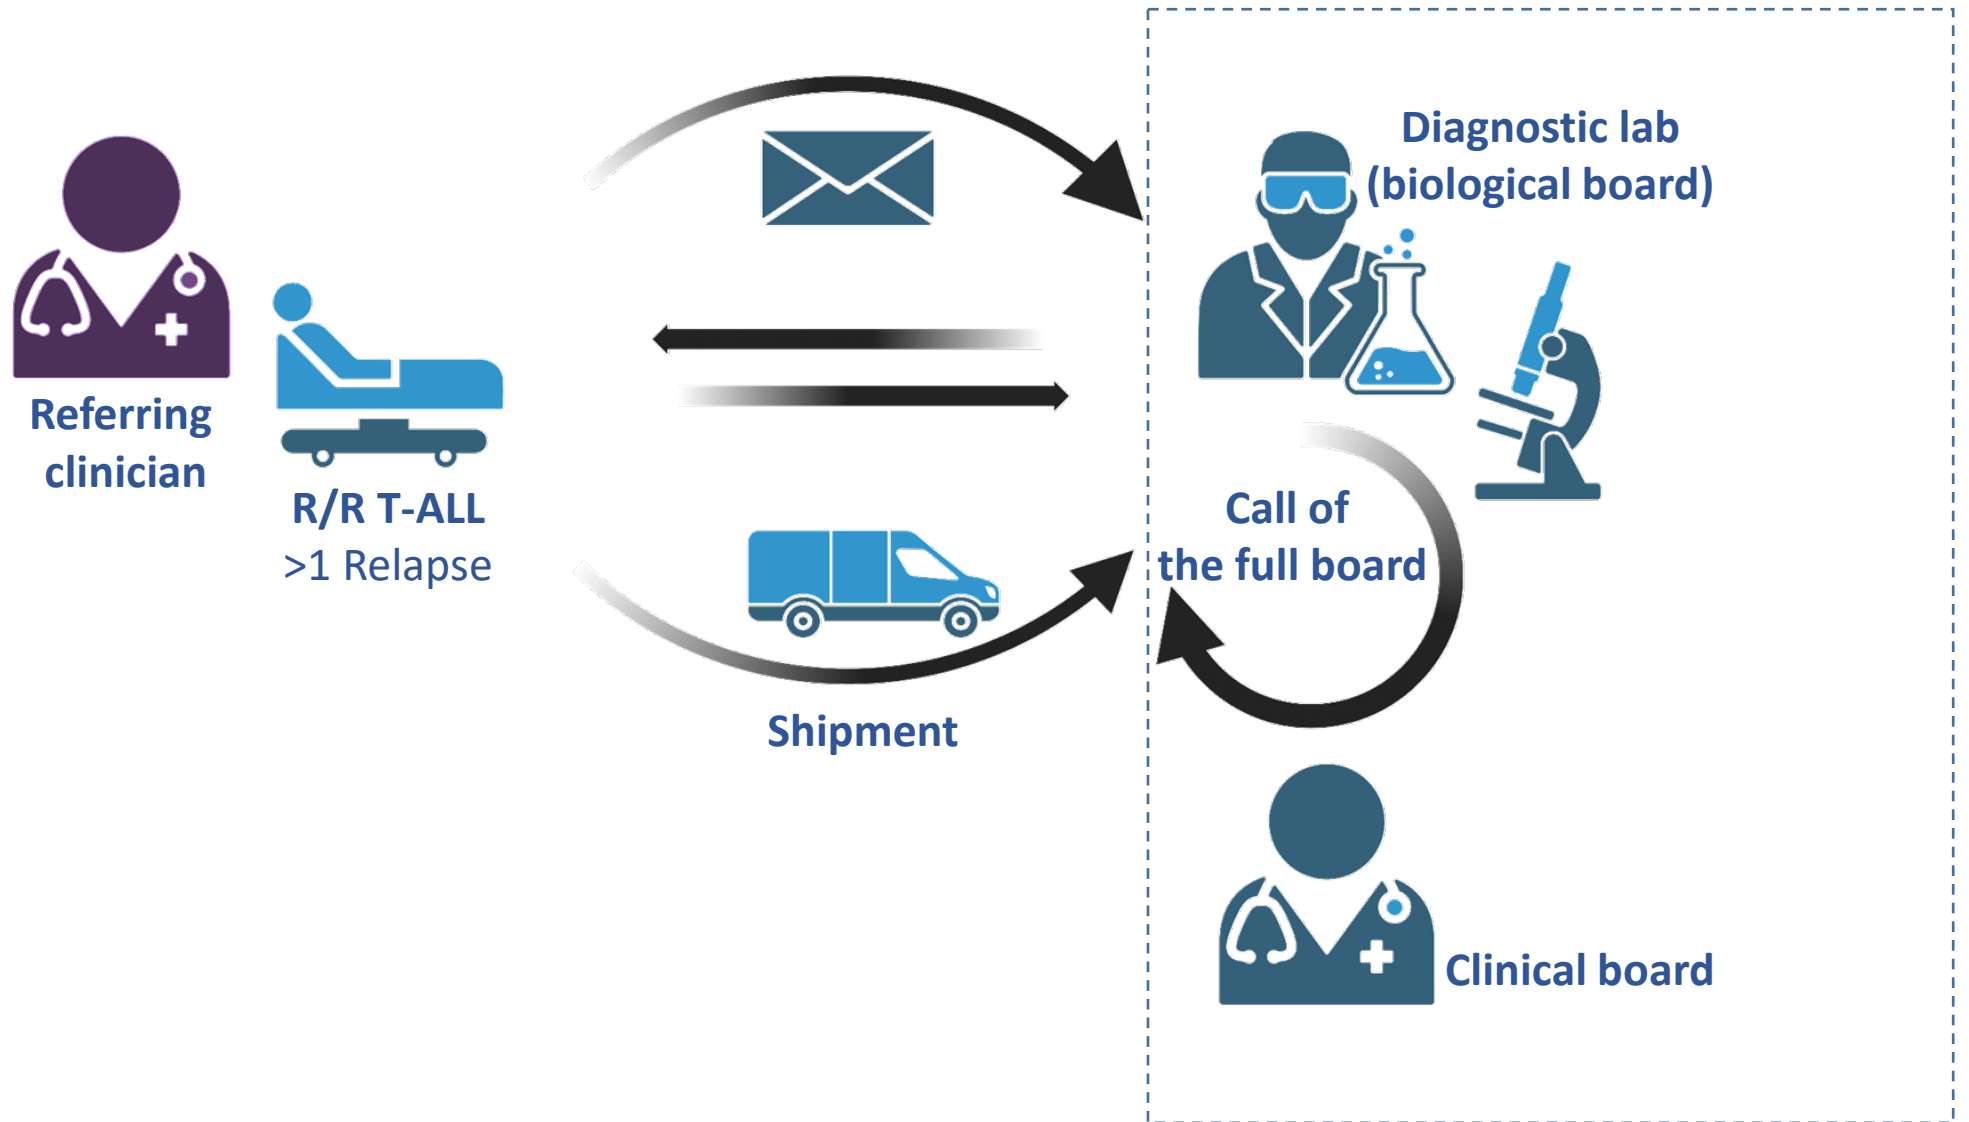 Referring
clinician
R/R T-ALL
>1 Relapse
Shipment
Diagnostic lab
(biological board)
Call of
the full board
Clinical board